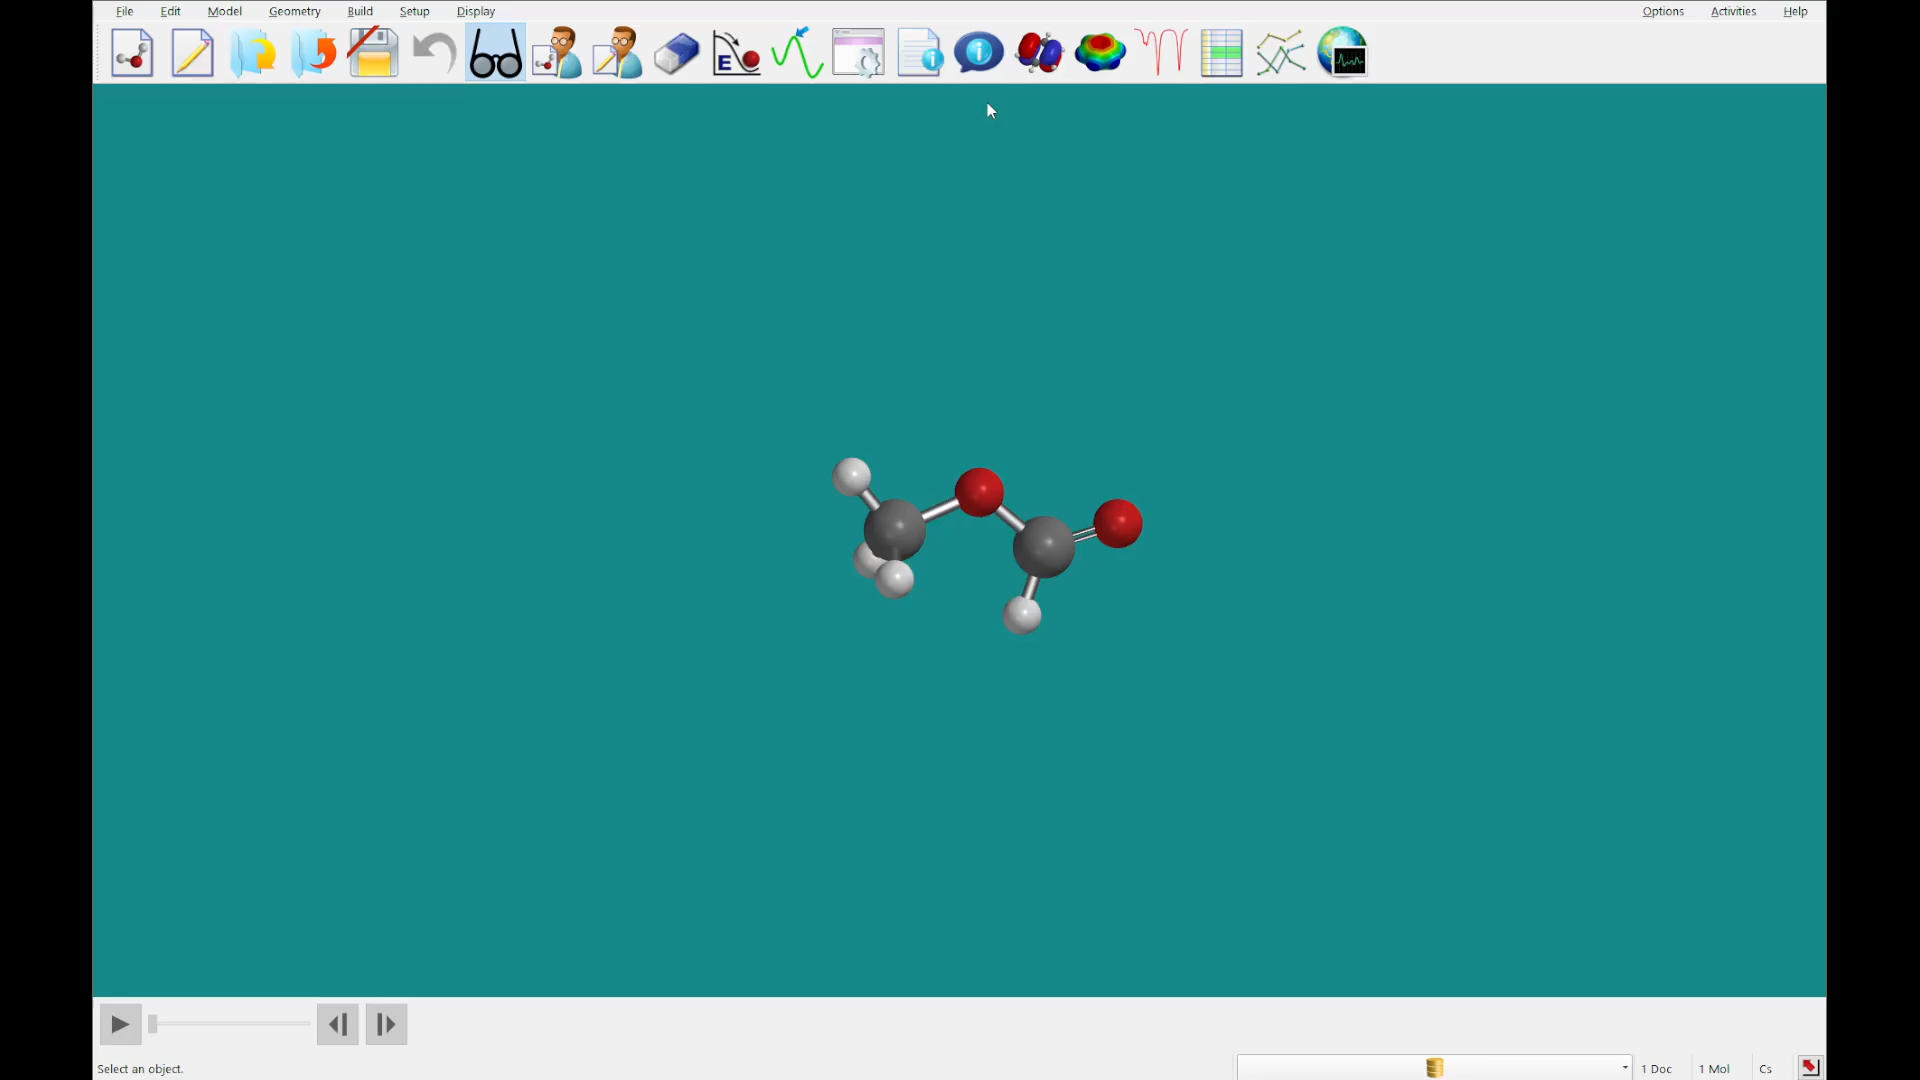 File Edit Model Geometry Build Setup Display Options Activities Help
E
Select an object.
1 Doc 1 Mol Cs